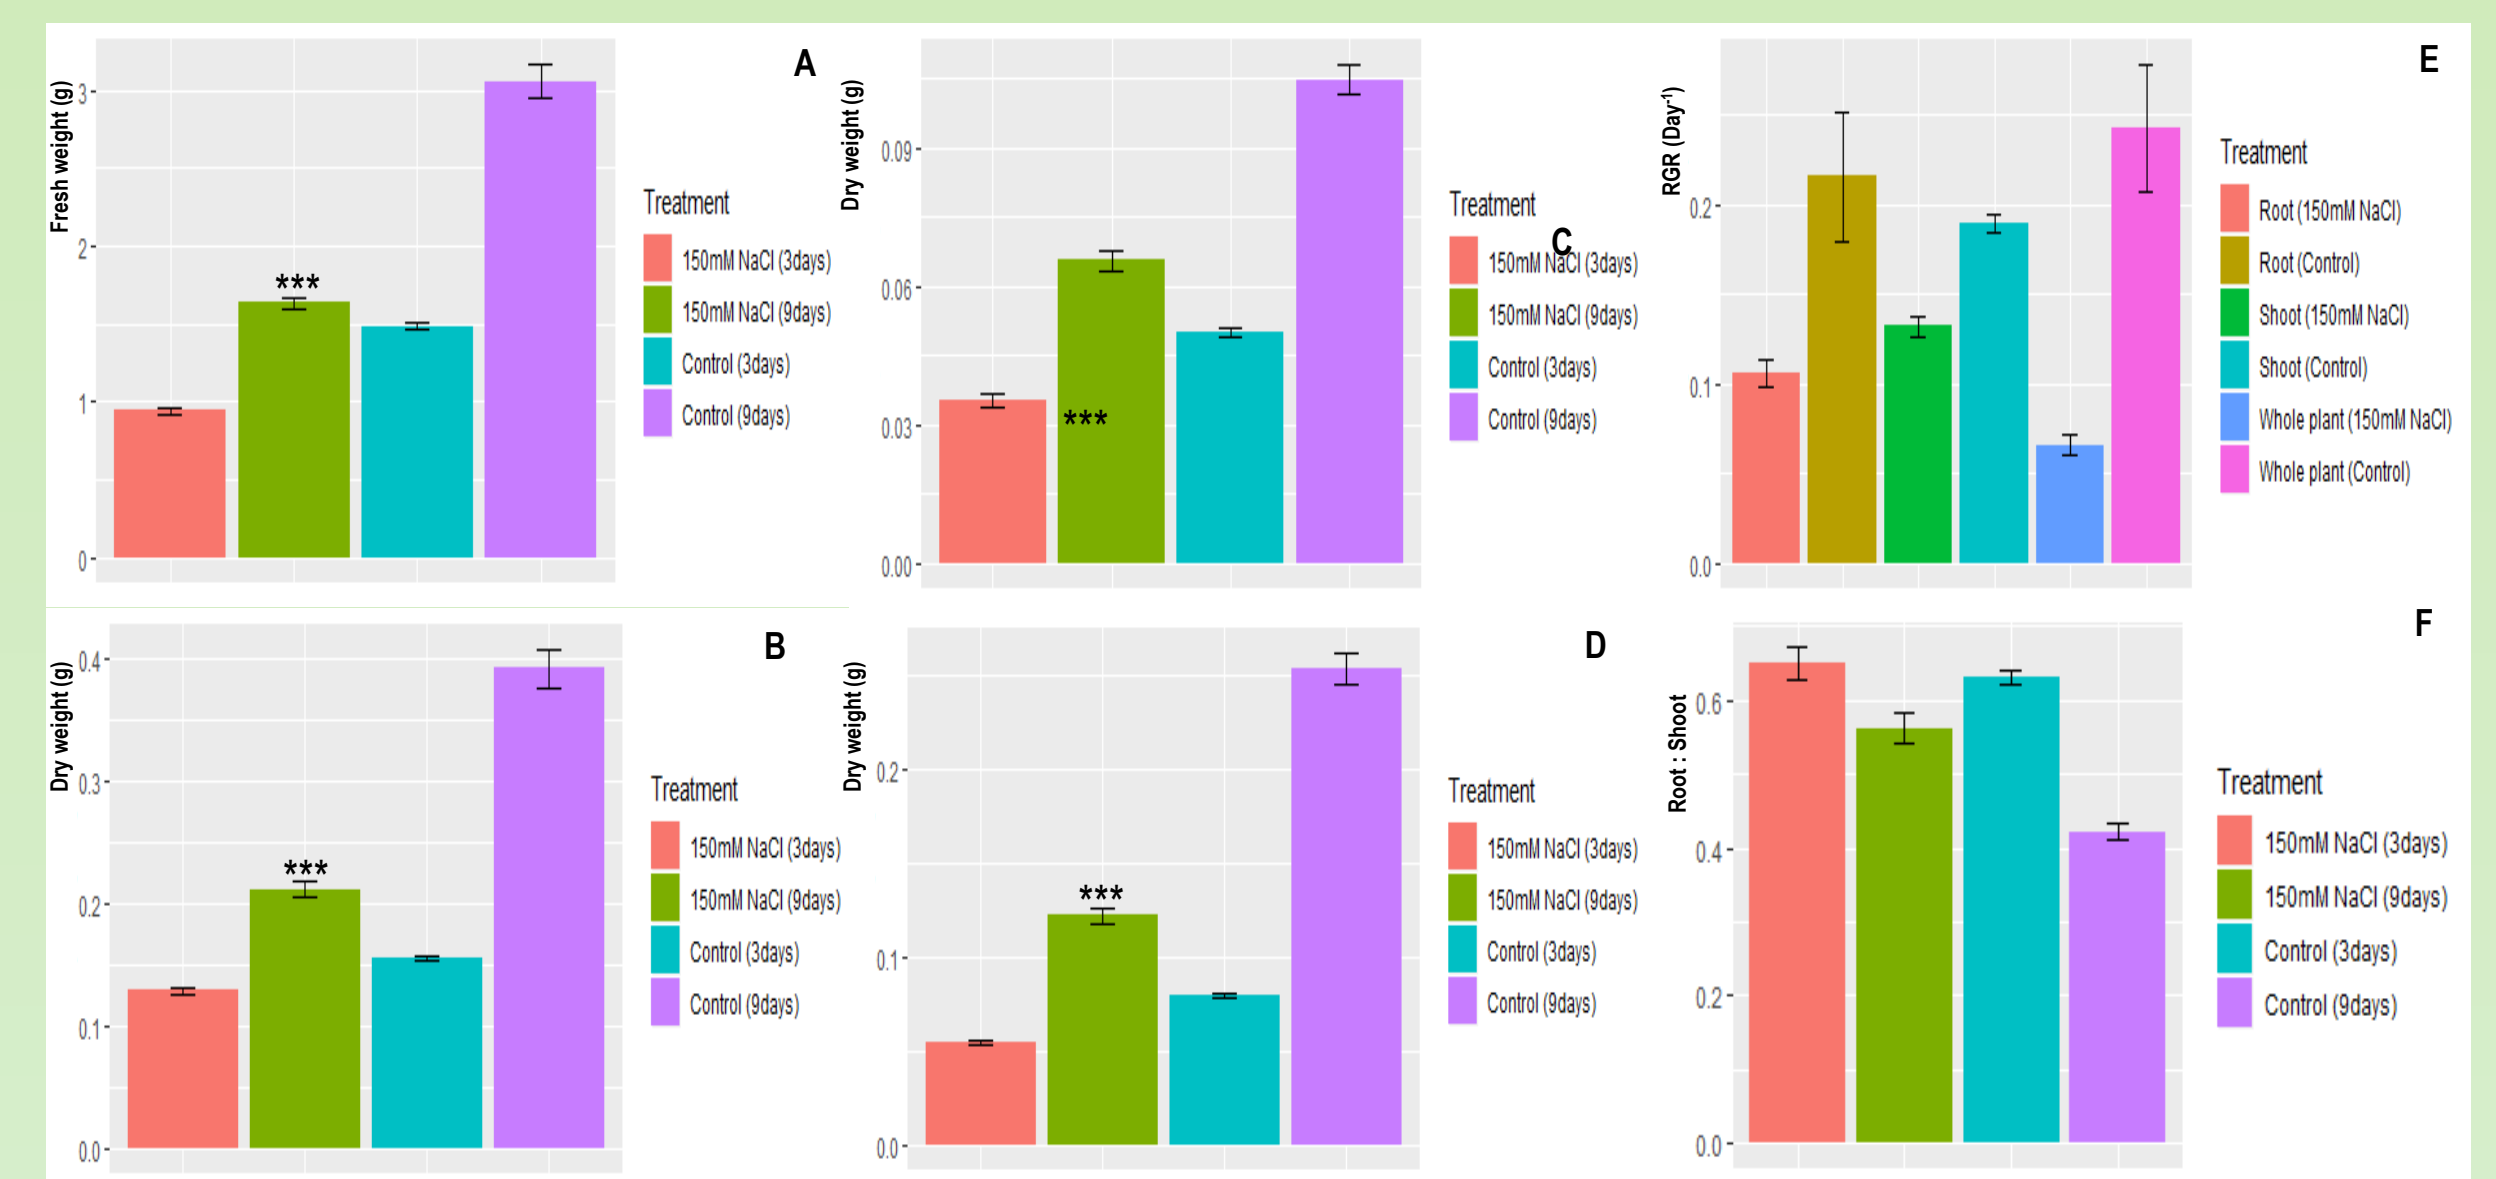 A
Fresh weight (g)
3
2
1
0
***
Treatment
150mM NaCl (3days)
150mM NaCl (9days)
Control (3days)
Control (9days)
C
Dry weight (g)
0.09
0.06
0.03
0.00
***
Treatment
150mM NaCl (3days)
150mM NaCl (9days)
Control (3days)
Control (9days)
E
RGR (Day-1)
0.2
0.1
0.0
Treatment
Root (150mM NaCl)
Root (Control)
Shoot (150mM NaCl)
Shoot (Control)
Whole plant (150mM NaCl)
Whole plant (Control)
B
Dry weight (g)
0.4
0.3
0.2
0.1
0.0
***
Treatment
150mM NaCl (3days)
150mM NaCl (9days)
Control (3days)
Control (9days)
D
Dry weight (g)
0.2
0.1
0.0
***
Treatment
150mM NaCl (3days)
150mM NaCl (9days)
Control (3days)
Control (9days)
F
Root : Shoot
0.6
0.4
0.2
0.0
Treatment
150mM NaCl (3days)
150mM NaCl (9days)
Control (3days)
Control (9days)